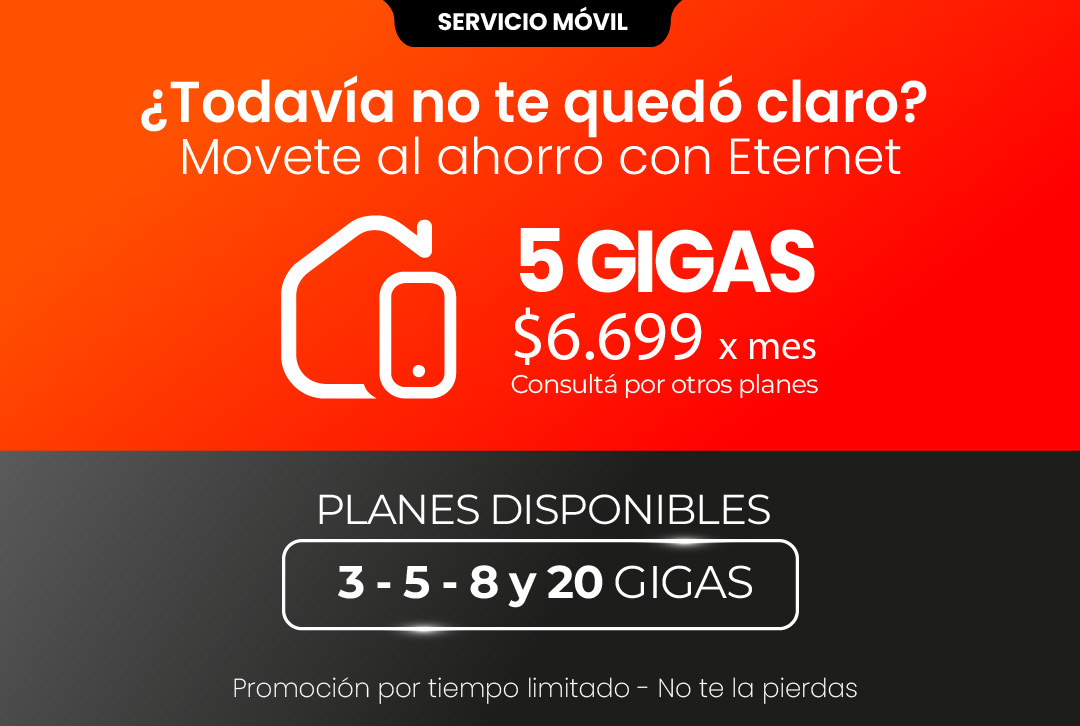 SERVICIO MÓVIL
¿Todavía no te quedó claro?
Movete al ahorro con Eternet
5 GIGAS
$6.699 x mes
Consultá por otros planes
PLANES DISPONIBLES
3 - 5 - 8 y 20 GIGAS
Promoción por tiempo limitado - No te la pierdas